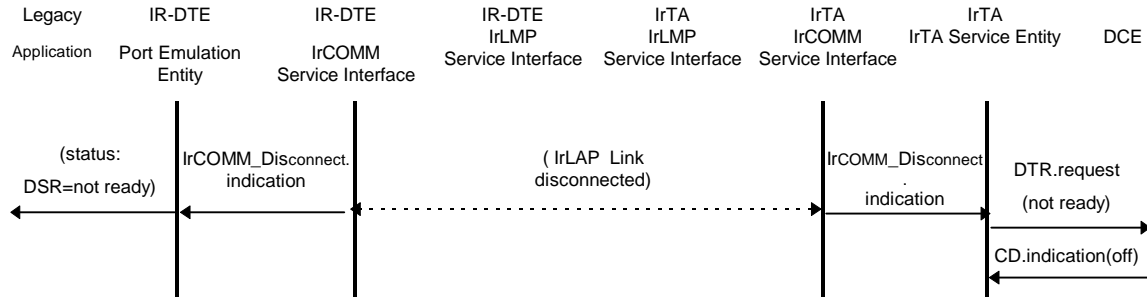 Legacy IR-DTE IR-DTE IR-DTE IrTA IrTA IrTA
Application Port Emulation IrCOMM IrLMP IrLMP IrCOMM IrTA Service Entity DCE
Entity Service Interface Service Interface Service Interface Service Interface
(status: IrCOMM_Disconnect. ( IrLAP Link IrCOMM_Disconnect
DSR=not ready) indication disconnected) . DTR.request
indication (not ready)
CD.indication(off)